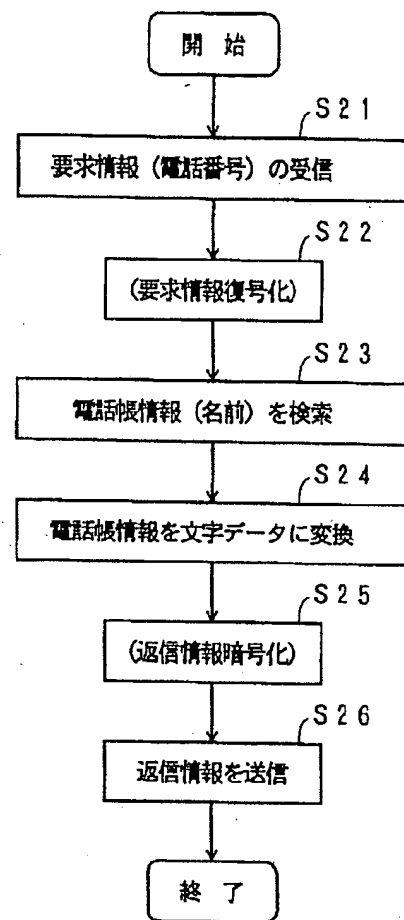 開 始
S21
要求情報(電話番号)の受信
S22
(要求情報復号化)
S23
電話帳情報(名前)を検索
S24
電話帳情報を文字データに変換
S25
(返信情報暗号化)
S26
返信情報を送信
終 了